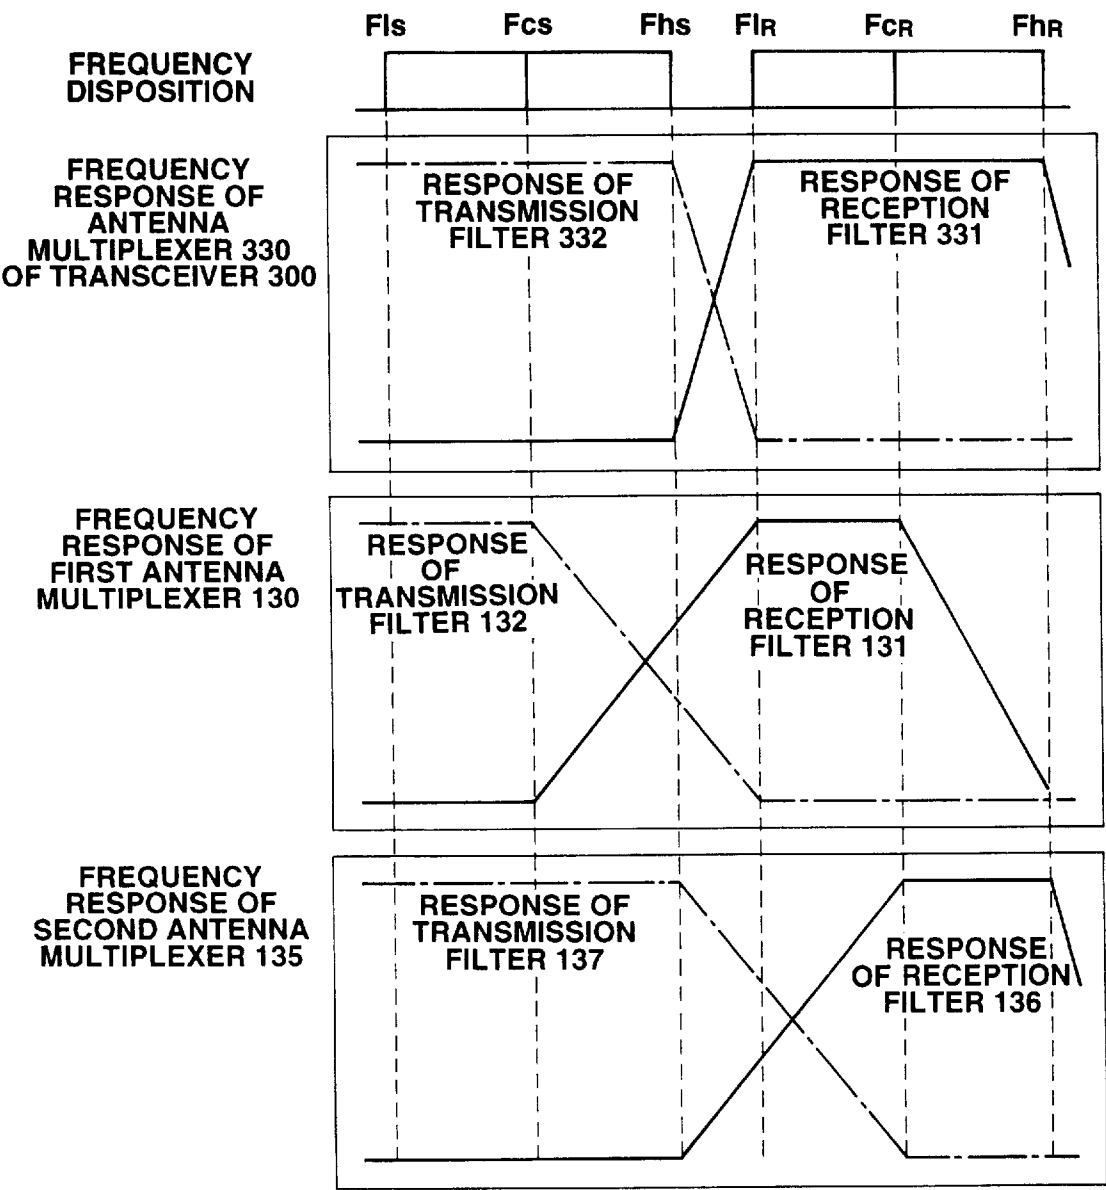 Fls Fcs Fhs FlR FcR FhR
FREQUENCY
DISPOSITION
FREQUENCY
RESPONSE OF
ANTENNA
MULTIPLEXER 330
OF TRANSCEIVER 300
RESPONSE OF
TRANSMISSION
FILTER 332
RESPONSE OF
RECEPTION
FILTER 331
FREQUENCY
RESPONSE OF
FIRST ANTENNA
MULTIPLEXER 130
RESPONSE
OF
TRANSMISSION
FILTER 132
RESPONSE
OF
RECEPTION
FILTER 131
FREQUENCY
RESPONSE OF
SECOND ANTENNA
MULTIPLEXER 135
RESPONSE OF
TRANSMISSION
FILTER 137
RESPONSE
OF RECEPTION
FILTER 136